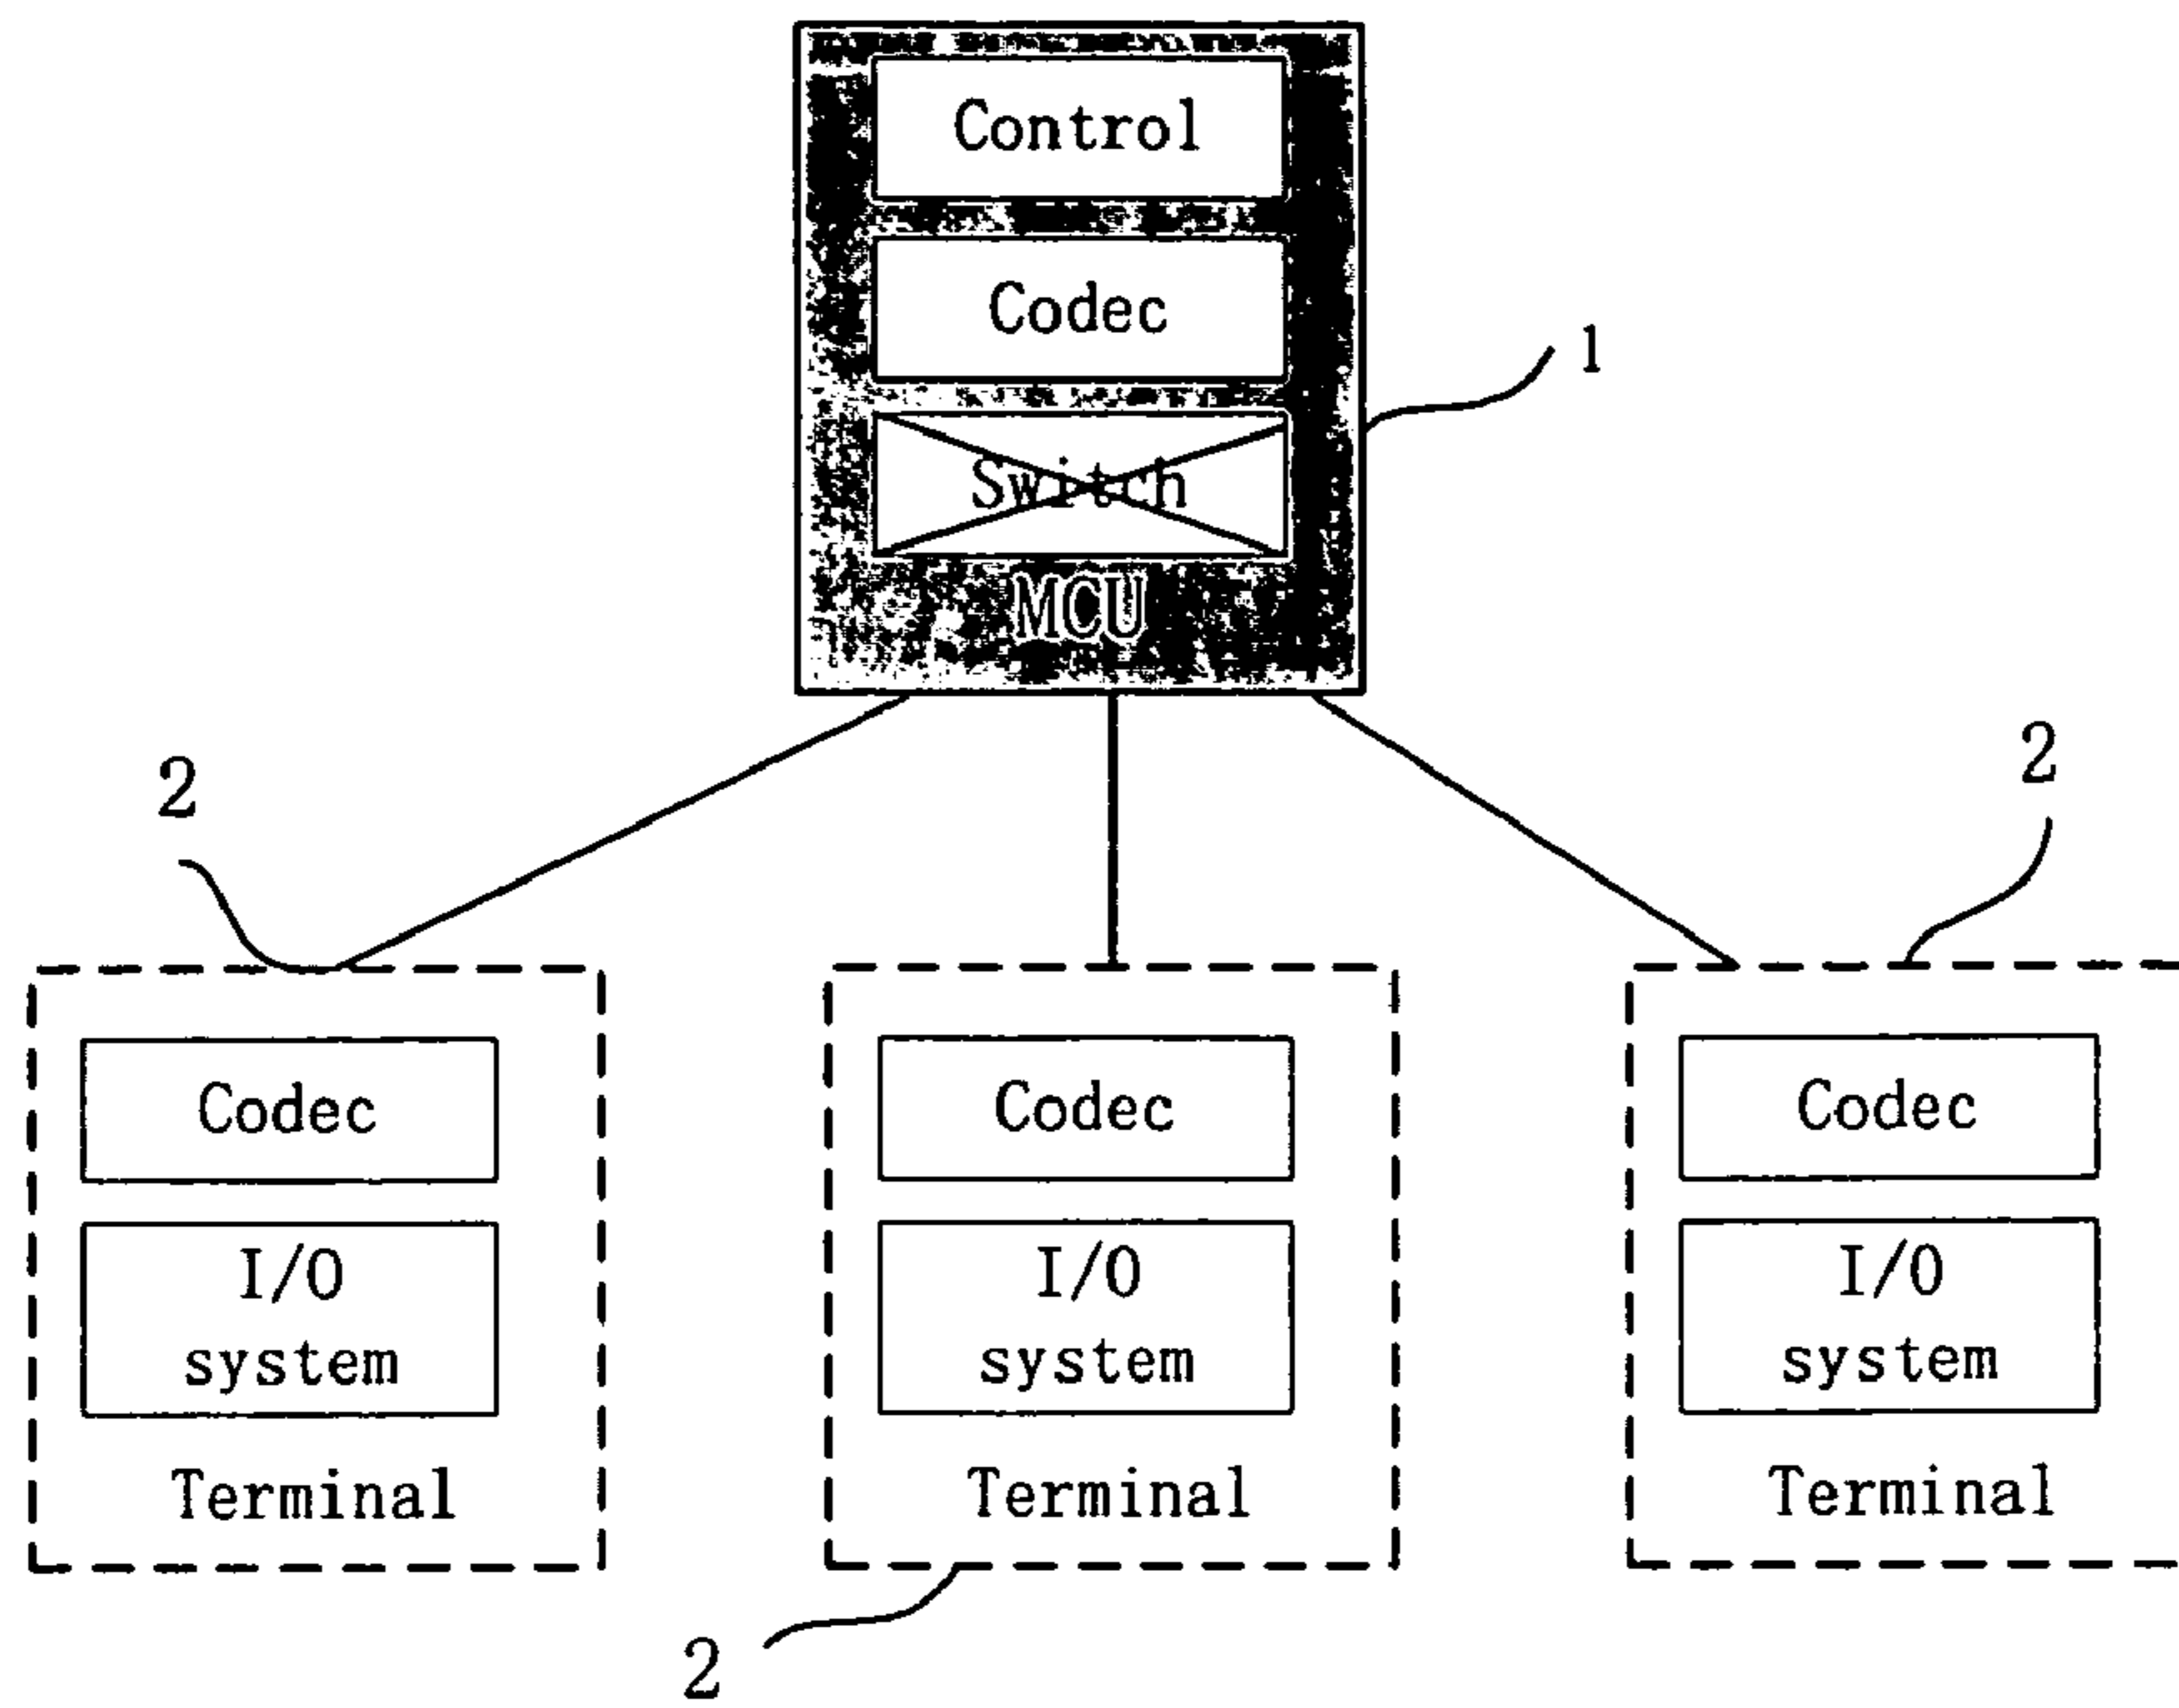 Control
Codec
1
Switch
MCU
2
2
Codec
Codec
Codec
I/O
system
I/O
system
I/O
system
Terminal
Terminal
Terminal
2